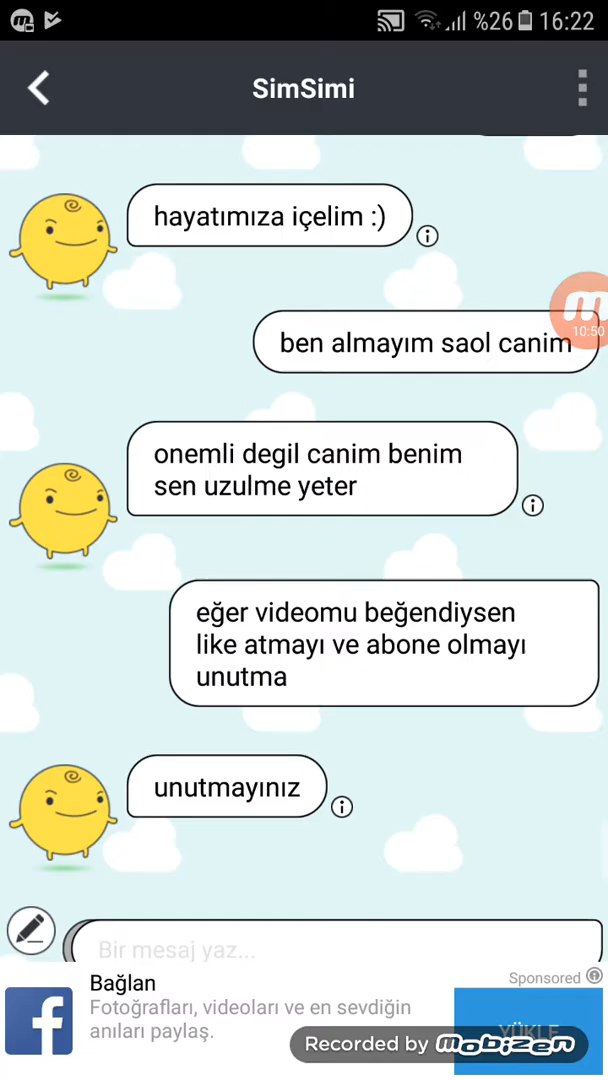 %26 16:22
SimSimi
hayatımıza içelim :)
10:50
ben almayım saol canim
onemli degil canim benim
sen uzulme yeter
eğer videomu beğendiysen
like atmayı ve abone olmayı
unutma
unutmayınız
Bir mesaj yaz...
Sponsored
Bağlan
Fotoğrafları, videoları ve en sevdiğin
anıları paylaş.
YÜKLE
Recorded by mobizen